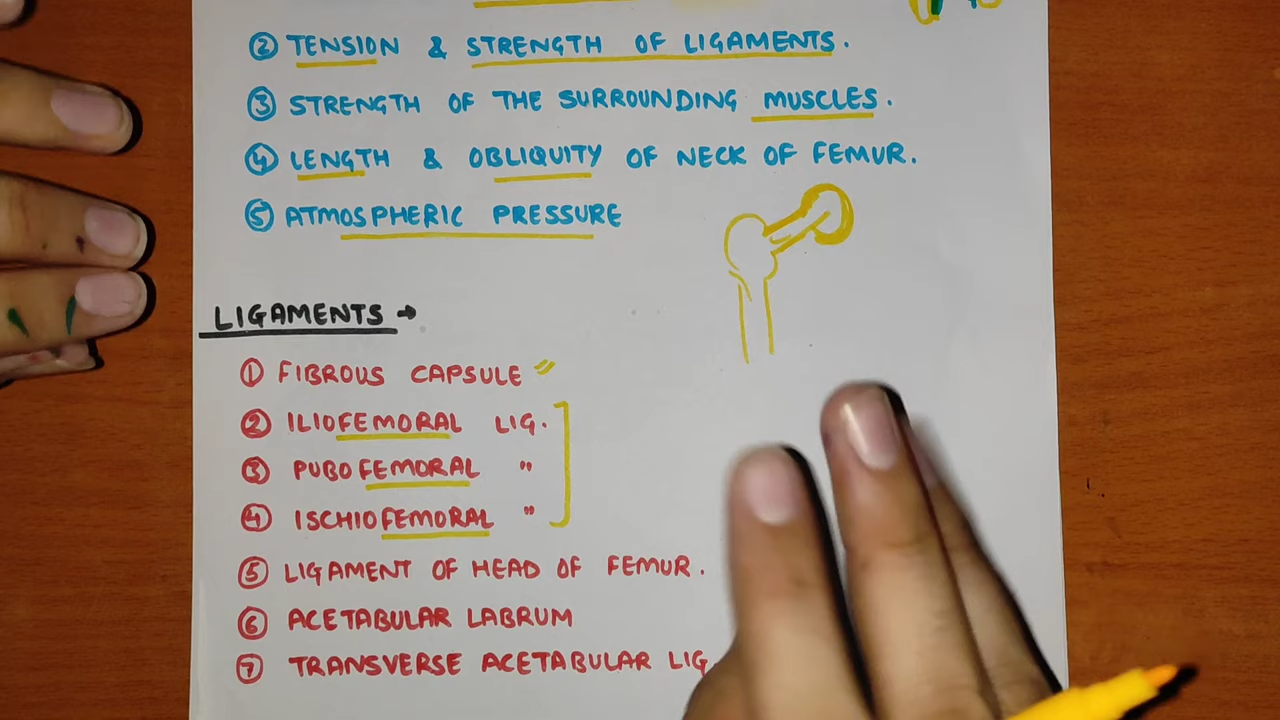 ② TENSION & STRENGTH OF LIGAMENTS.
③ STRENGTH OF THE SURROUNDING MUSCLES.
④ LENGTH & OBLIQUITY OF NECK OF FEMUR.
⑤ ATMOSPHERIC PRESSURE
LIGAMENTS →
① FIBROUS CAPSULE
② ILIOFEMORAL LIG.
③ PUBOFEMORAL "
④ ISCHIOFEMORAL "
⑤ LIGAMENT OF HEAD OF FEMUR.
⑥ ACETABULAR LABRUM
⑦ TRANSVERSE ACETABULAR LIG.